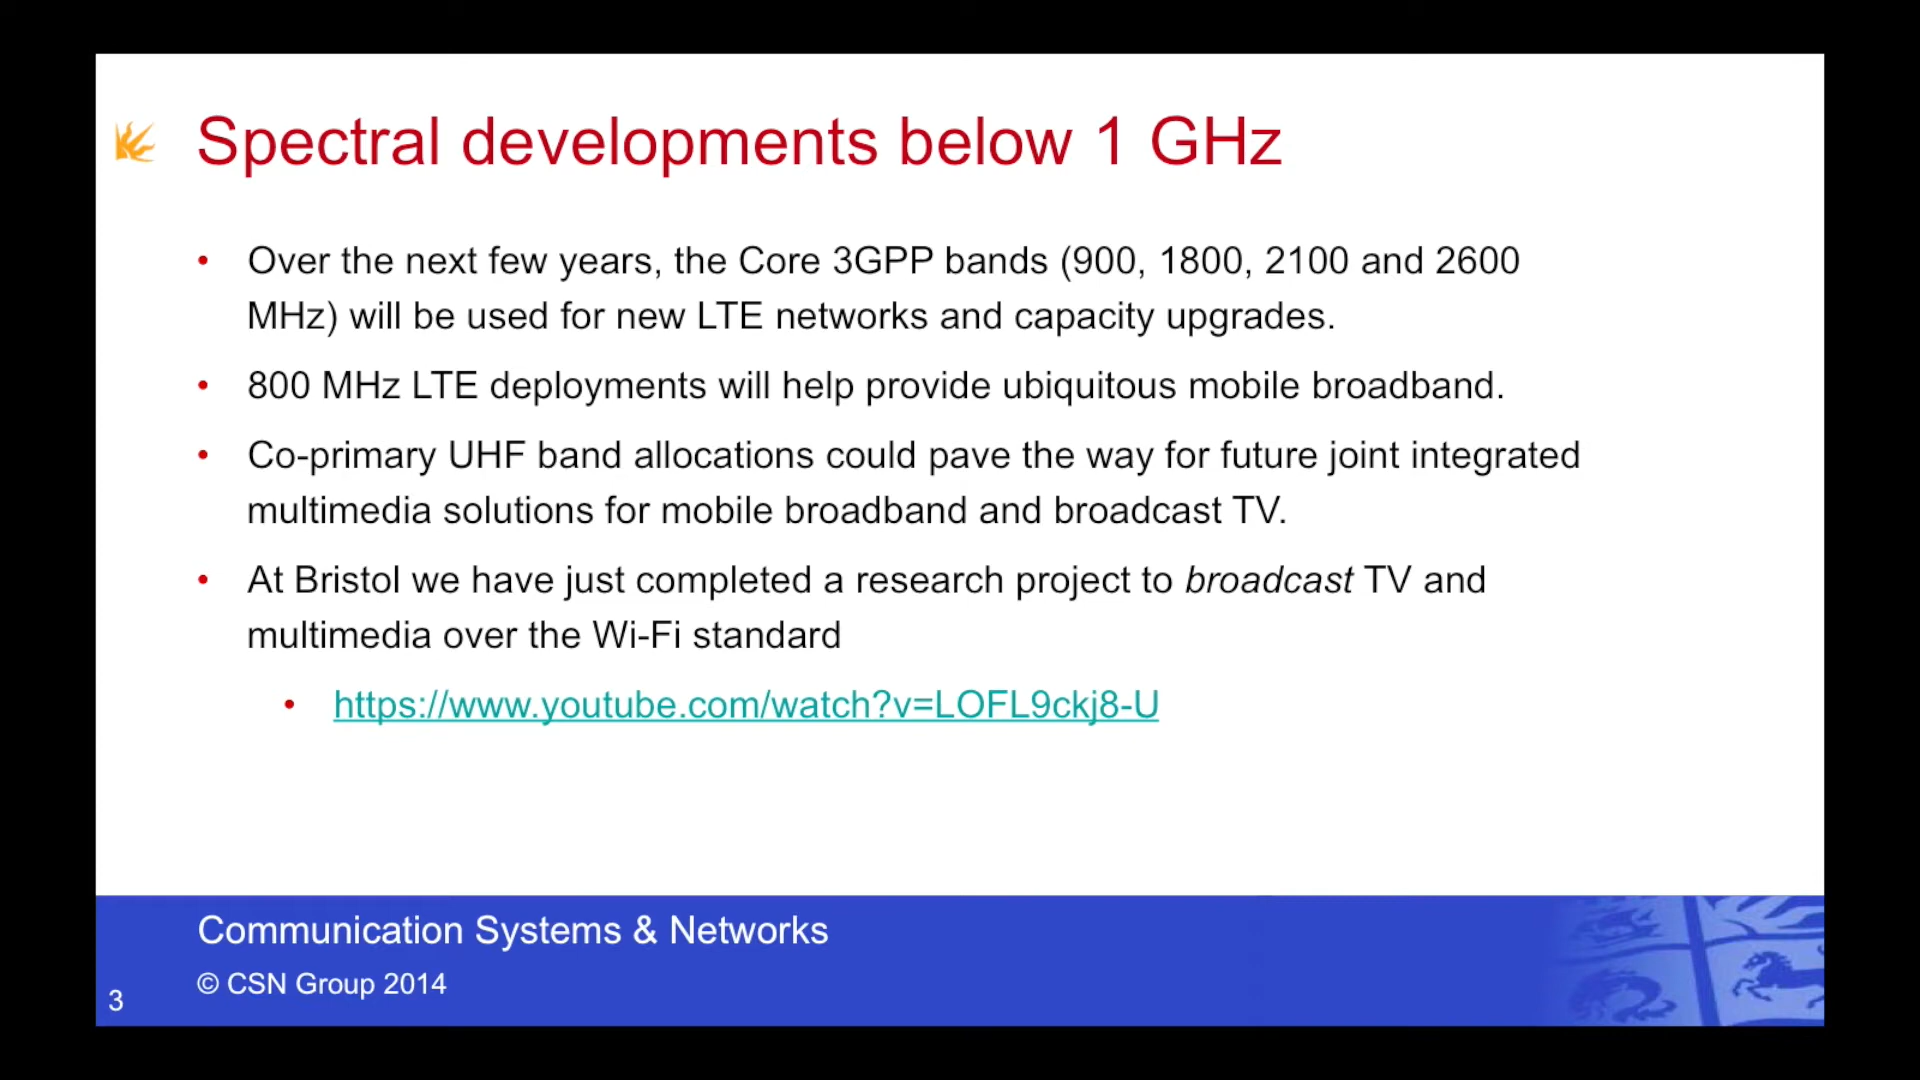 Spectral developments below 1 GHz
• Over the next few years, the Core 3GPP bands (900, 1800, 2100 and 2600
MHz) will be used for new LTE networks and capacity upgrades.
• 800 MHz LTE deployments will help provide ubiquitous mobile broadband.
• Co-primary UHF band allocations could pave the way for future joint integrated
multimedia solutions for mobile broadband and broadcast TV.
• At Bristol we have just completed a research project to broadcast TV and
multimedia over the Wi-Fi standard
• https://www.youtube.com/watch?v=LOFL9ckj8-U
Communication Systems & Networks
© CSN Group 2014
3